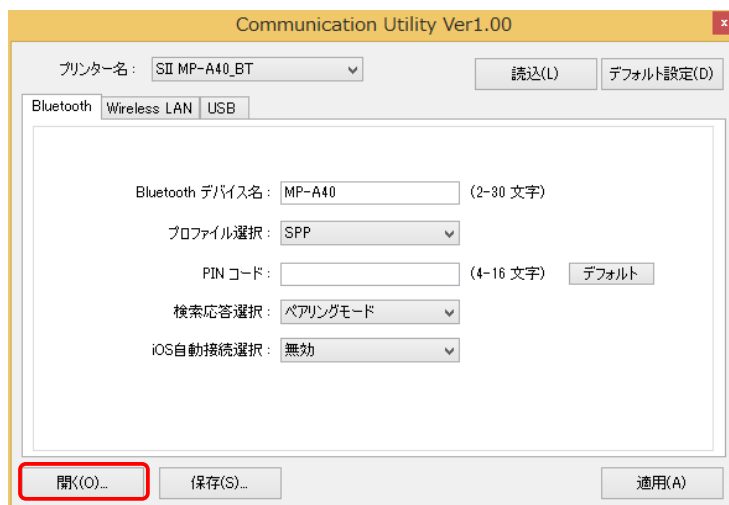 Communication Utility Ver1.00
x
プリンター名： SII MP-A40_BT 読込(L) デフォルト設定(D)
Bluetooth Wireless LAN USB
Bluetooth デバイス名： MP-A40 (2-30 文字)
プロファイル選択： SPP
PIN コード： (4-16 文字) デフォルト
検索応答選択： ペアリングモード
iOS自動接続選択： 無効
開く(O)... 保存(S)... 適用(A)